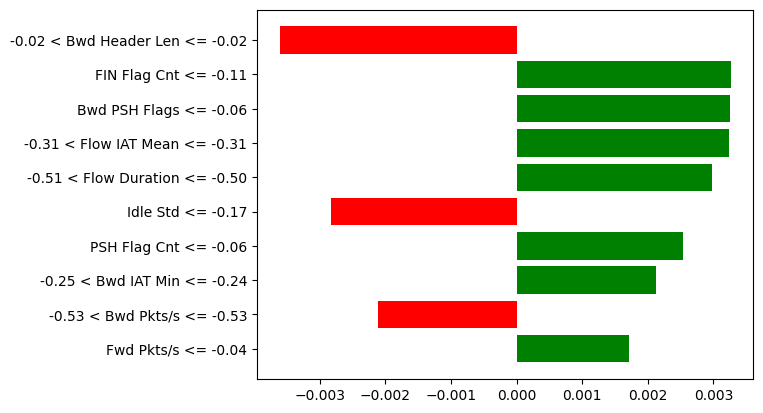 -0.02 < Bwd Header Len <= -0.02
FIN Flag Cnt <= -0.11
Bwd PSH Flags <= -0.06
-0.31 < Flow IAT Mean <= -0.31
-0.51 < Flow Duration <= -0.50
Idle Std <= -0.17
PSH Flag Cnt <= -0.06
-0.25 < Bwd IAT Min <= -0.24
-0.53 < Bwd Pkts/s <= -0.53
Fwd Pkts/s <= -0.04
−0.003 −0.002 −0.001 0.000 0.001 0.002 0.003